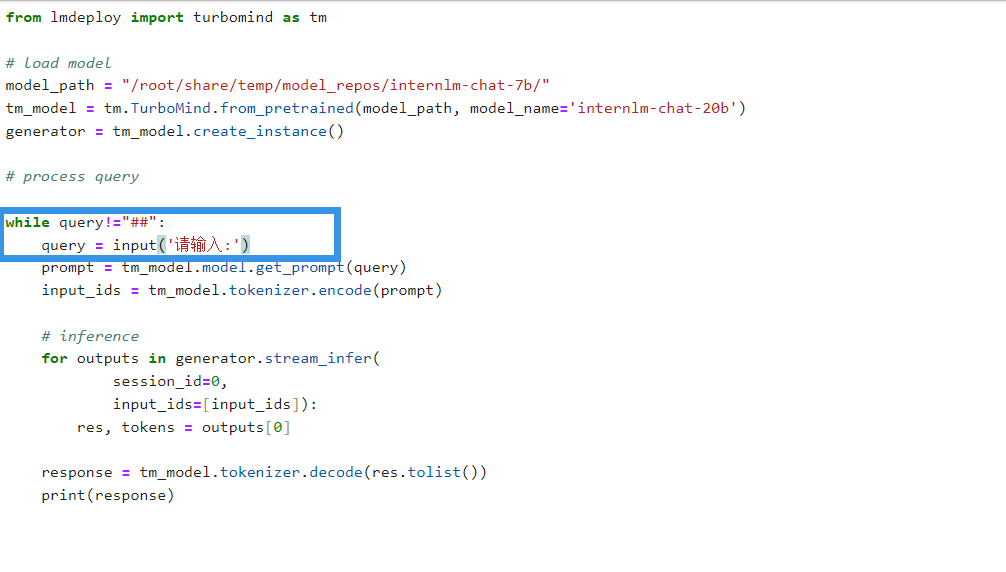 from lmdeploy import turbomind as tm
# load model
model_path = "/root/share/temp/model_repos/internlm-chat-7b/"
tm_model = tm.TurboMind.from_pretrained(model_path, model_name='internlm-chat-20b')
generator = tm_model.create_instance()
# process query
while query!="##":
    query = input('请输入:')
    prompt = tm_model.model.get_prompt(query)
    input_ids = tm_model.tokenizer.encode(prompt)
    # inference
    for outputs in generator.stream_infer(
            session_id=0,
            input_ids=[input_ids]):
        res, tokens = outputs[0]
    response = tm_model.tokenizer.decode(res.tolist())
    print(response)